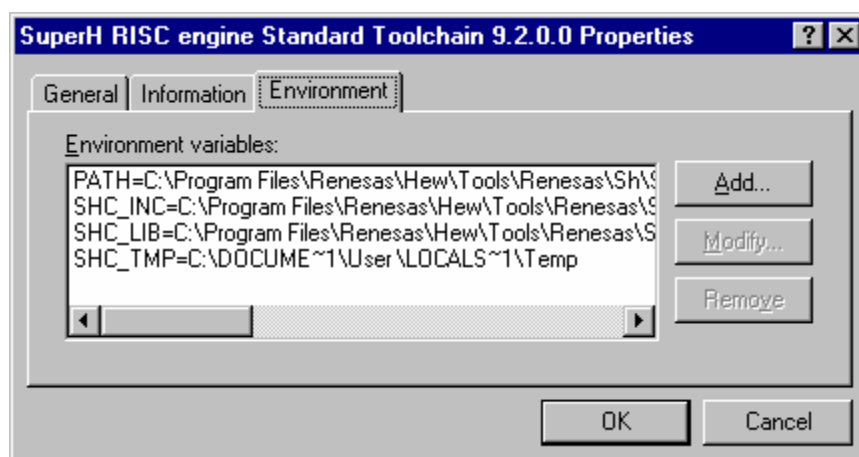 SuperH RISC engine Standard Toolchain 9.2.0.0 Properties
General Information Environment
Environment variables:
PATH=C:\Program Files\Renesas\Hew\Tools\Renesas\Sh\S
SHC_INC=C:\Program Files\Renesas\Hew\Tools\Renesas\S
SHC_LIB=C:\Program Files\Renesas\Hew\Tools\Renesas\S
SHC_TMP=C:\DOCUME~1\User\LOCALS~1\Temp
Add...
Modify...
Remove
OK Cancel